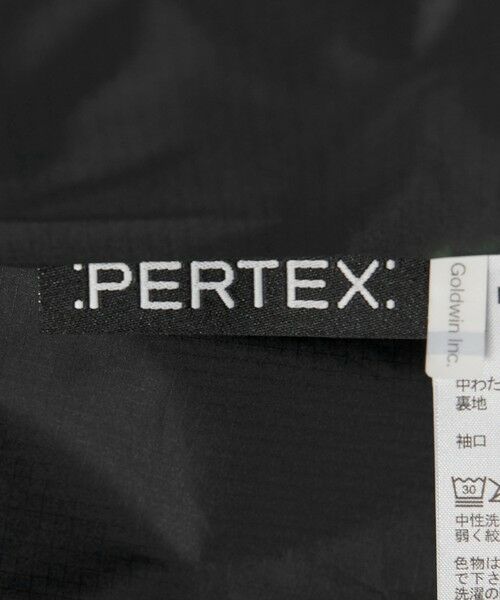 :PERTEX:
Goldwin Inc.
中わた
裏地
袖口
30
中性洗
弱く絞
色物は
で下さ
洗濯の